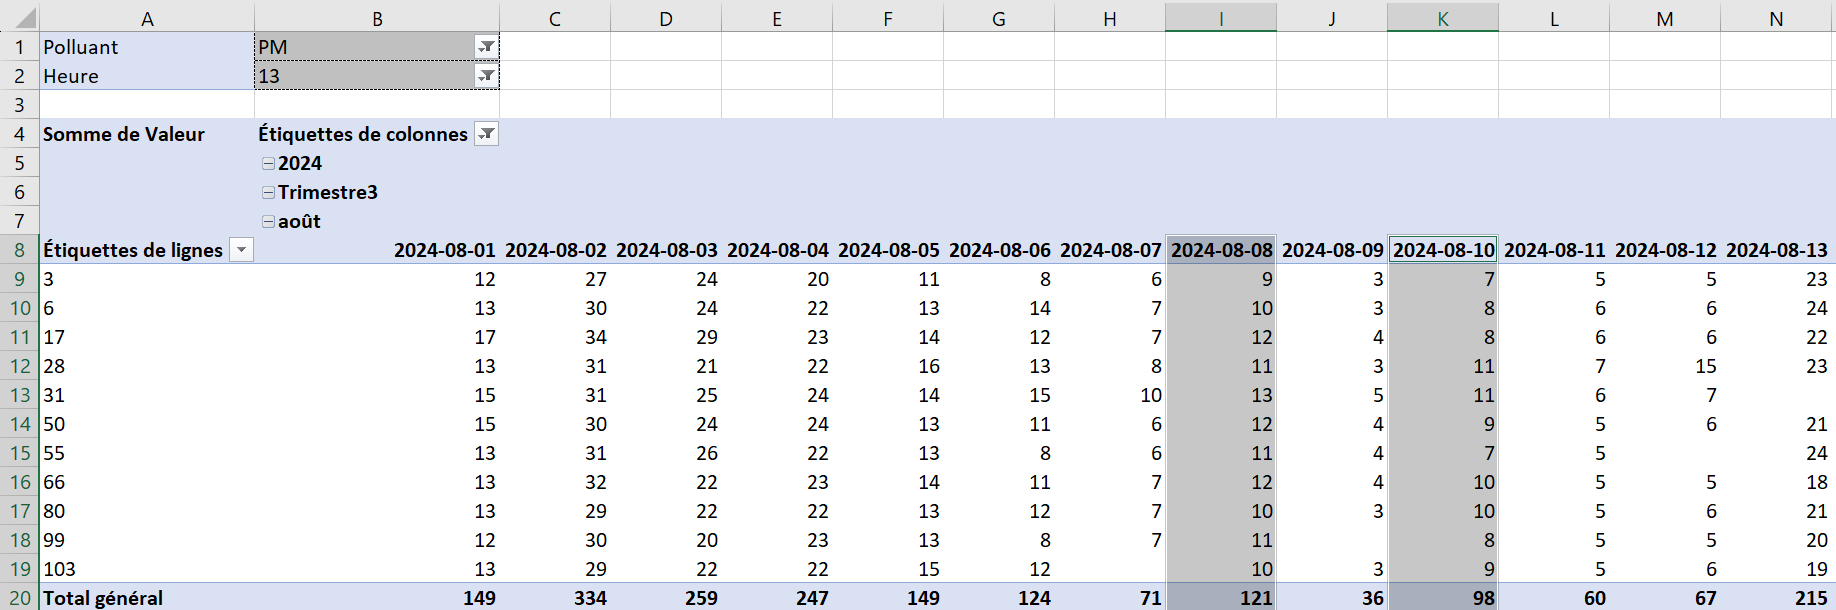 A B C D E F G H I J K L M N
1 Polluant PM
2 Heure 13
3
4 Somme de Valeur Étiquettes de colonnes
5 2024
6 Trimestre3
7 août
8 Étiquettes de lignes 2024-08-01 2024-08-02 2024-08-03 2024-08-04 2024-08-05 2024-08-06 2024-08-07 2024-08-08 2024-08-09 2024-08-10 2024-08-11 2024-08-12 2024-08-13
9 3 12 27 24 20 11 8 6 9 3 7 5 5 23
10 6 13 30 24 22 13 14 7 10 3 8 6 6 24
11 17 17 34 29 23 14 12 7 12 4 8 6 6 22
12 28 13 31 21 22 16 13 8 11 3 11 7 15 23
13 31 15 31 25 24 14 15 10 13 5 11 6 7
14 50 15 30 24 24 13 11 6 12 4 9 5 6 21
15 55 13 31 26 22 13 8 6 11 4 7 5 24
16 66 13 32 22 23 14 11 7 12 4 10 5 5 18
17 80 13 29 22 22 13 12 7 10 3 10 5 6 21
18 99 12 30 20 23 13 8 7 11 8 5 5 20
19 103 13 29 22 22 15 12 10 3 9 5 6 19
20 Total général 149 334 259 247 149 124 71 121 36 98 60 67 215